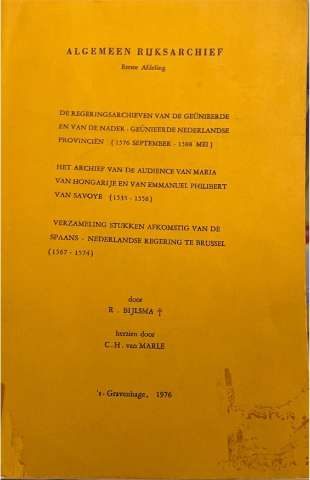 ALGEMEEN RIJKSARCHIEF
Eerste Afdeling
DE REGERINGSARCHIEVEN VAN DE GEÜNIEERDE
EN VAN DE NADER - GEÜNIEERDE NEDERLANDSE
PROVINCIËN (1576 SEPTEMBER - 1588 MEI)
HET ARCHIEF VAN DE AUDIENCE VAN MARIA
VAN HONGARIJE EN VAN EMMANUEL PHILIBERT
VAN SAVOYE (1531-1558)
VERZAMELING STUKKEN AFKOMSTIG VAN DE
SPAANS - NEDERLANDSE REGERING TE BRUSSEL
(1567 - 1574)
door
R. BIJLSMA †
herzien door
C.H. van MARLE
's-Gravenhage, 1976